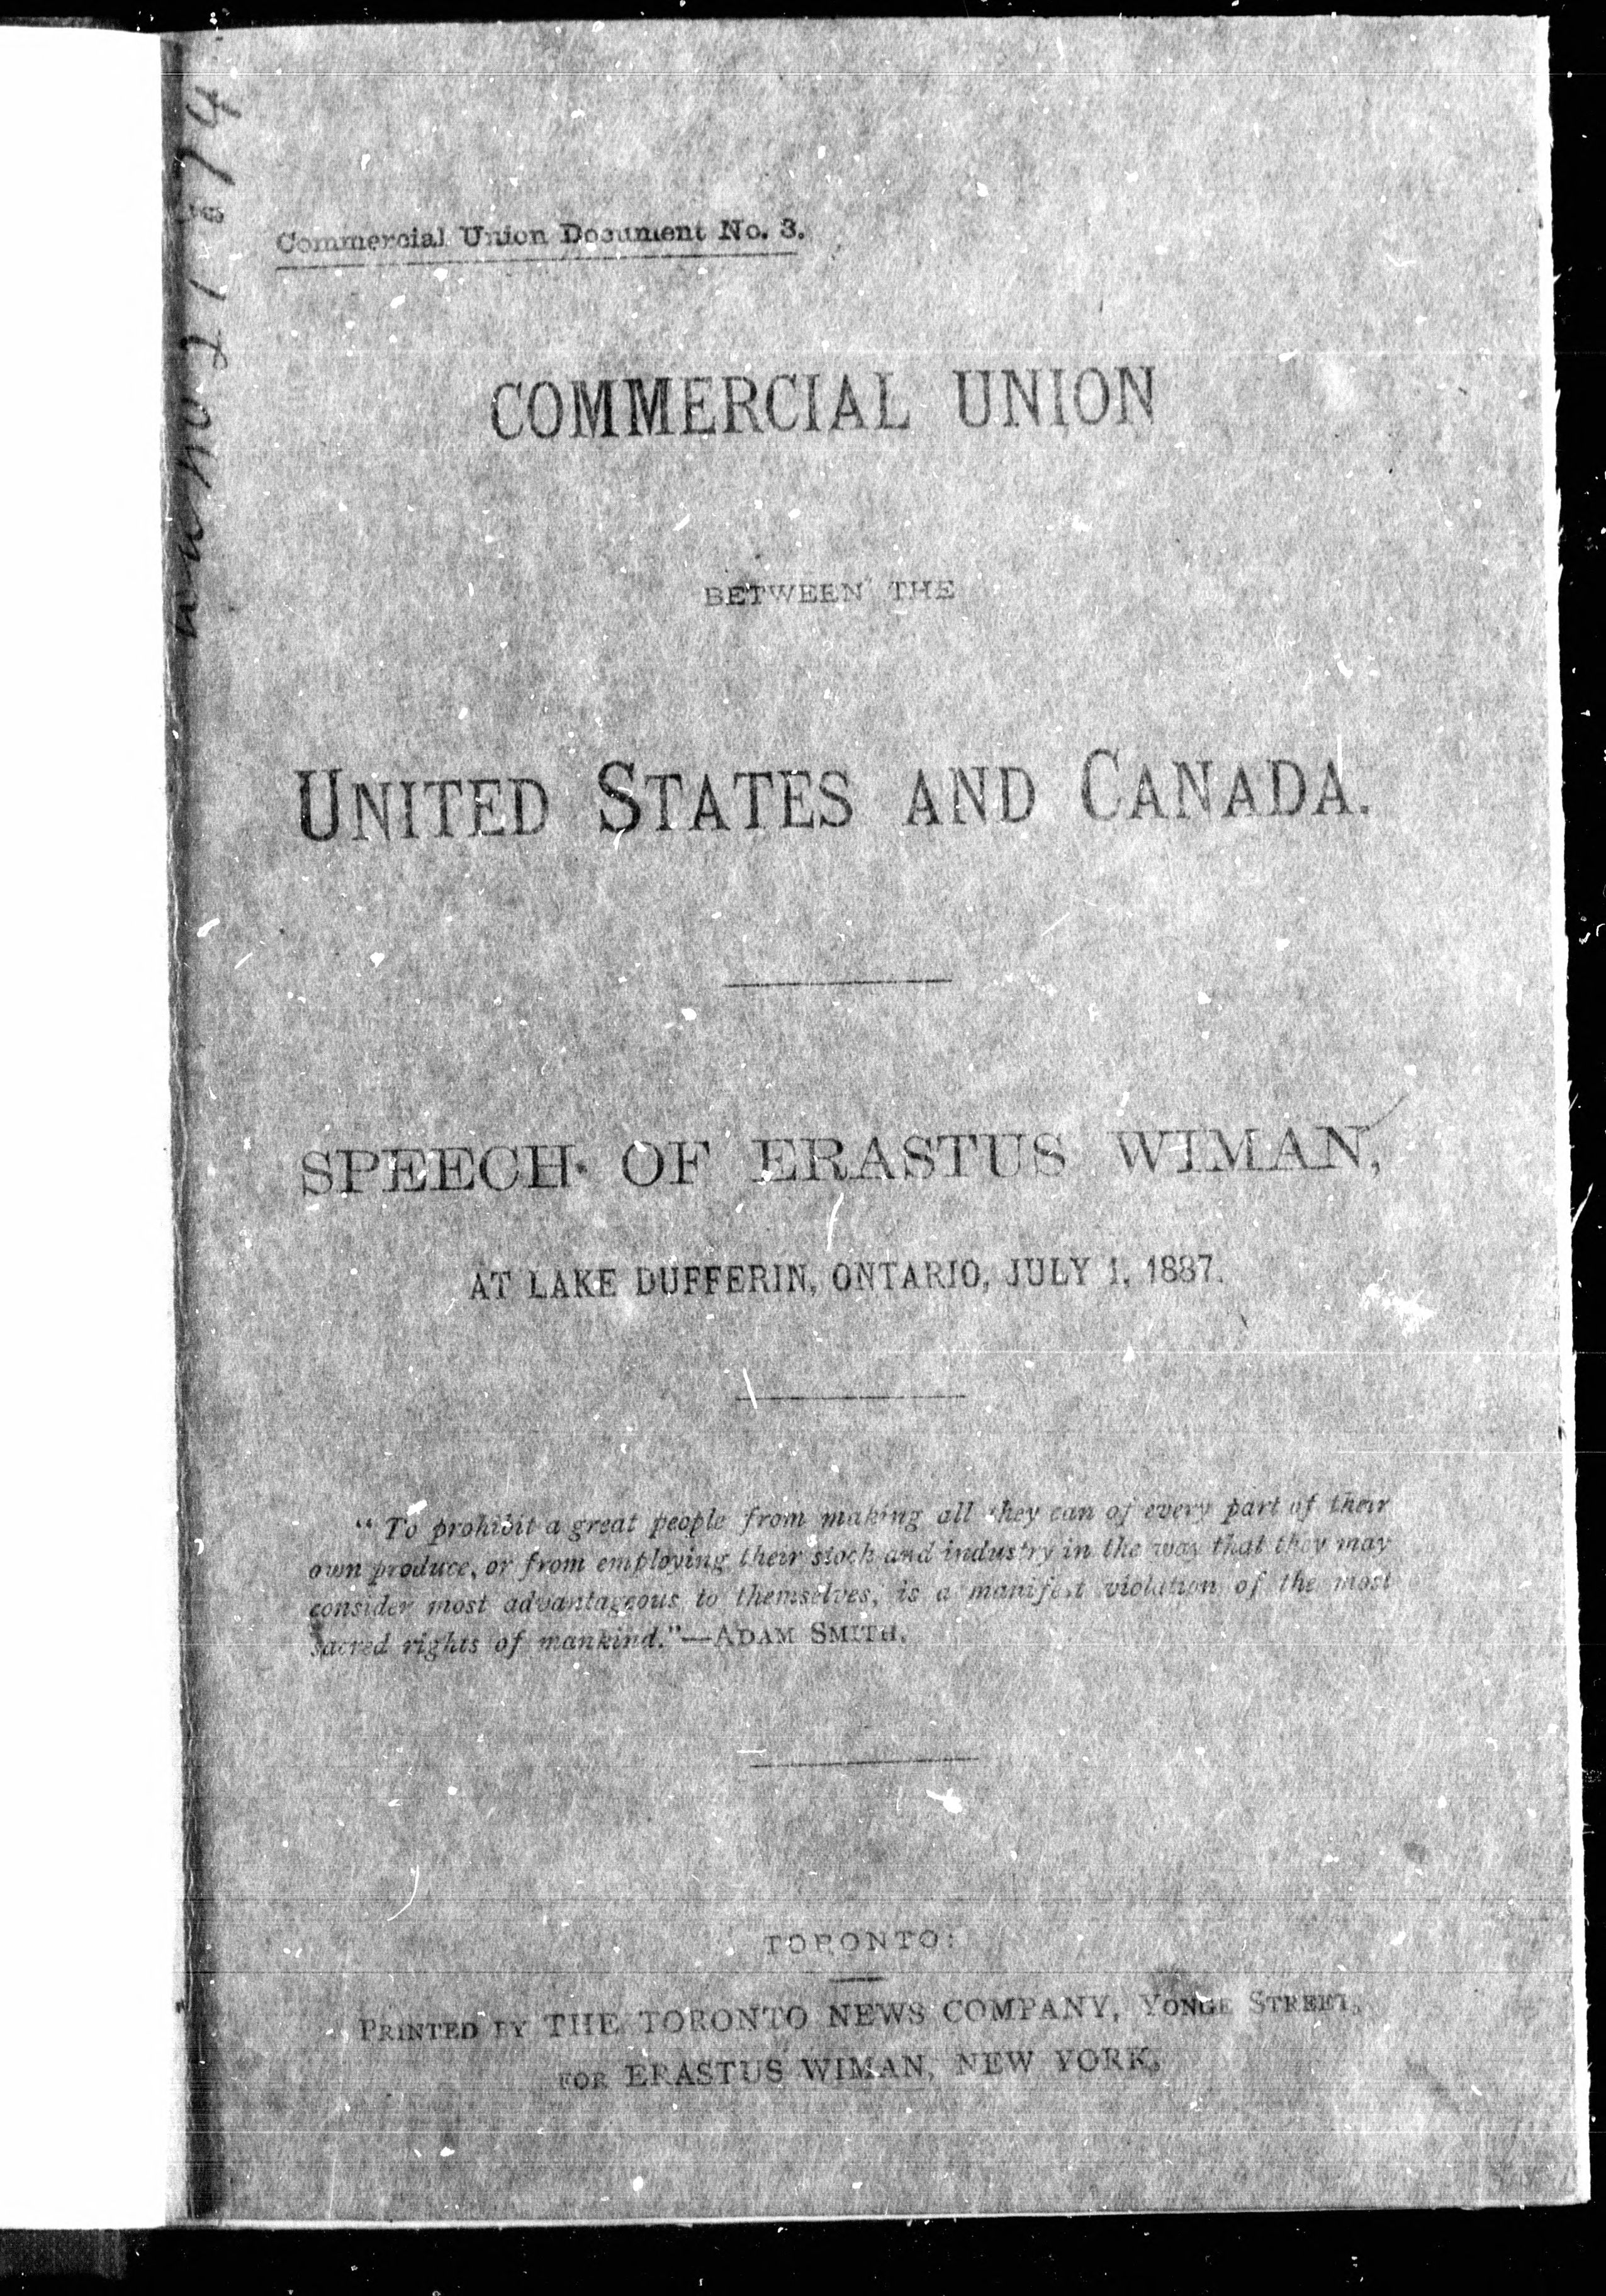 Commercial Union Document No. 3.
COMMERCIAL UNION
BETWEEN THE
UNITED STATES AND CANADA.
SPEECH OF ERASTUS WIMAN,
AT LAKE DUFFERIN, ONTARIO, JULY 1, 1887.
“ To prohibit a great people from making all they can of every part of their
own produce, or from employing their stock and industry in the way that they may
consider most advantageous to themselves, is a manifest violation of the most
sacred rights of mankind.”—ADAM SMITH.
TORONTO:
PRINTED BY THE TORONTO NEWS COMPANY, YONGE STREET,
FOR ERASTUS WIMAN, NEW YORK.